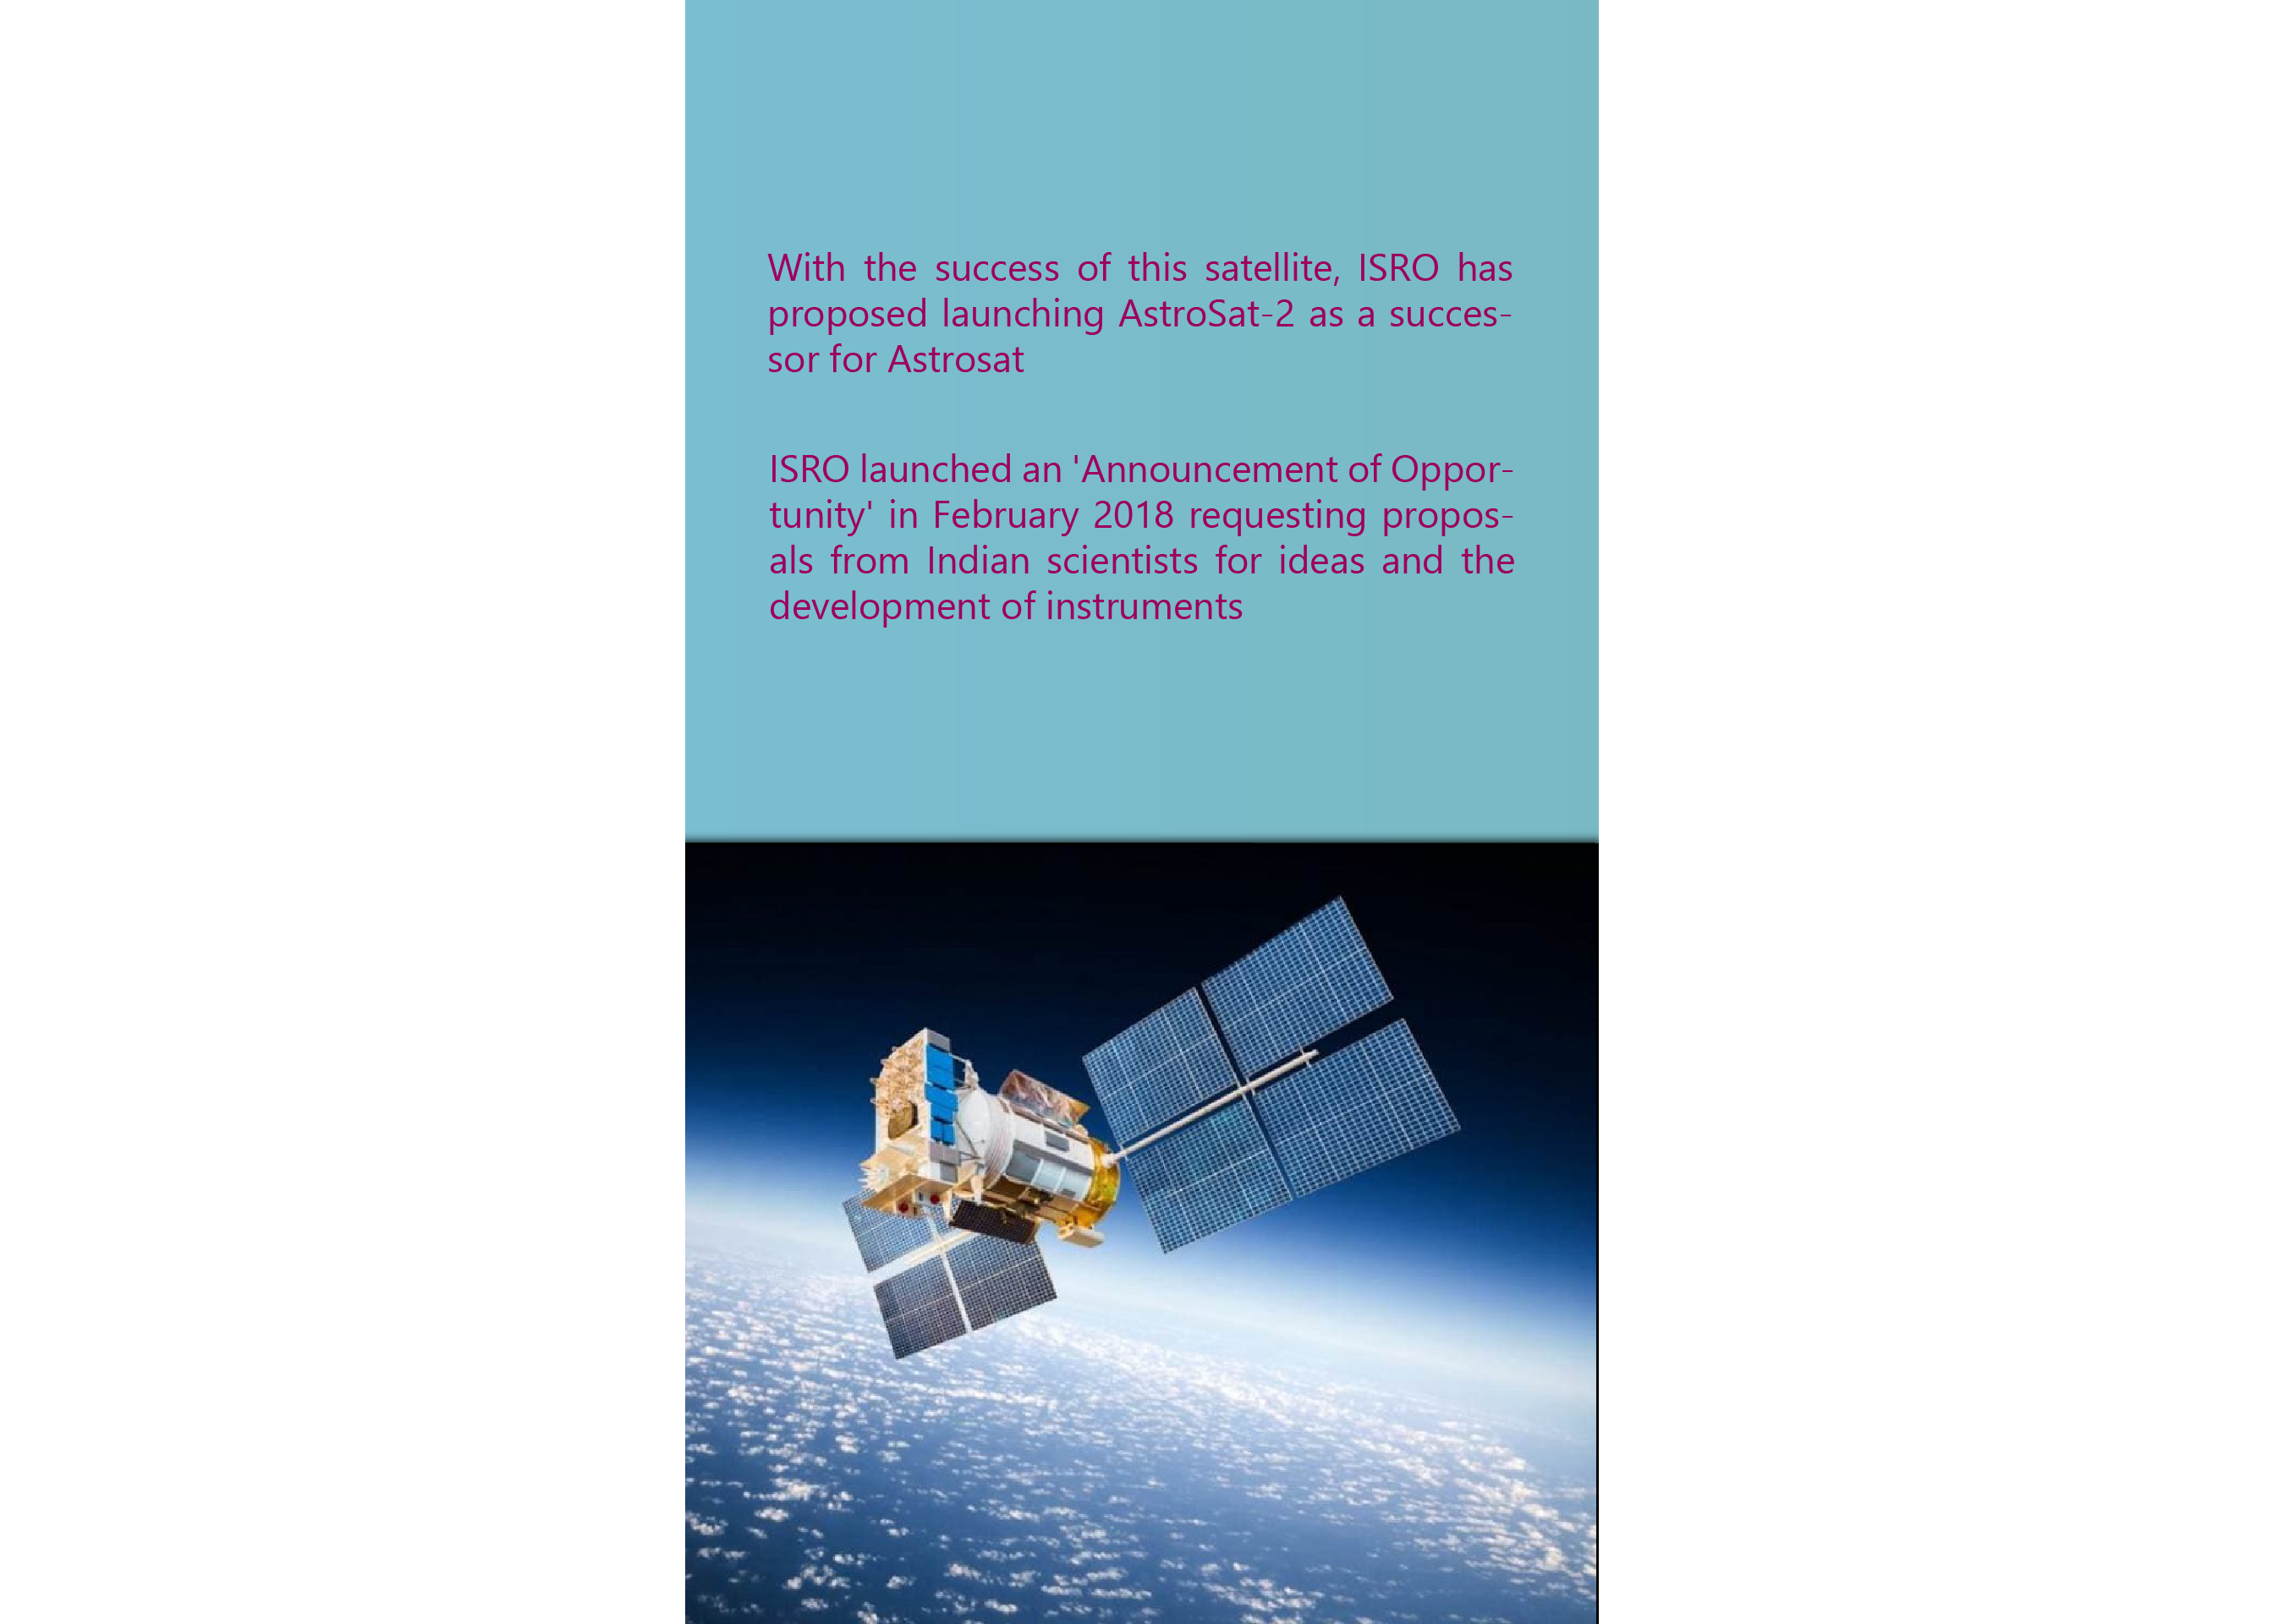 With the success of this satellite, ISRO has
proposed launching AstroSat-2 as a succes-
sor for Astrosat
ISRO launched an 'Announcement of Oppor-
tunity' in February 2018 requesting propos-
als from Indian scientists for ideas and the
development of instruments